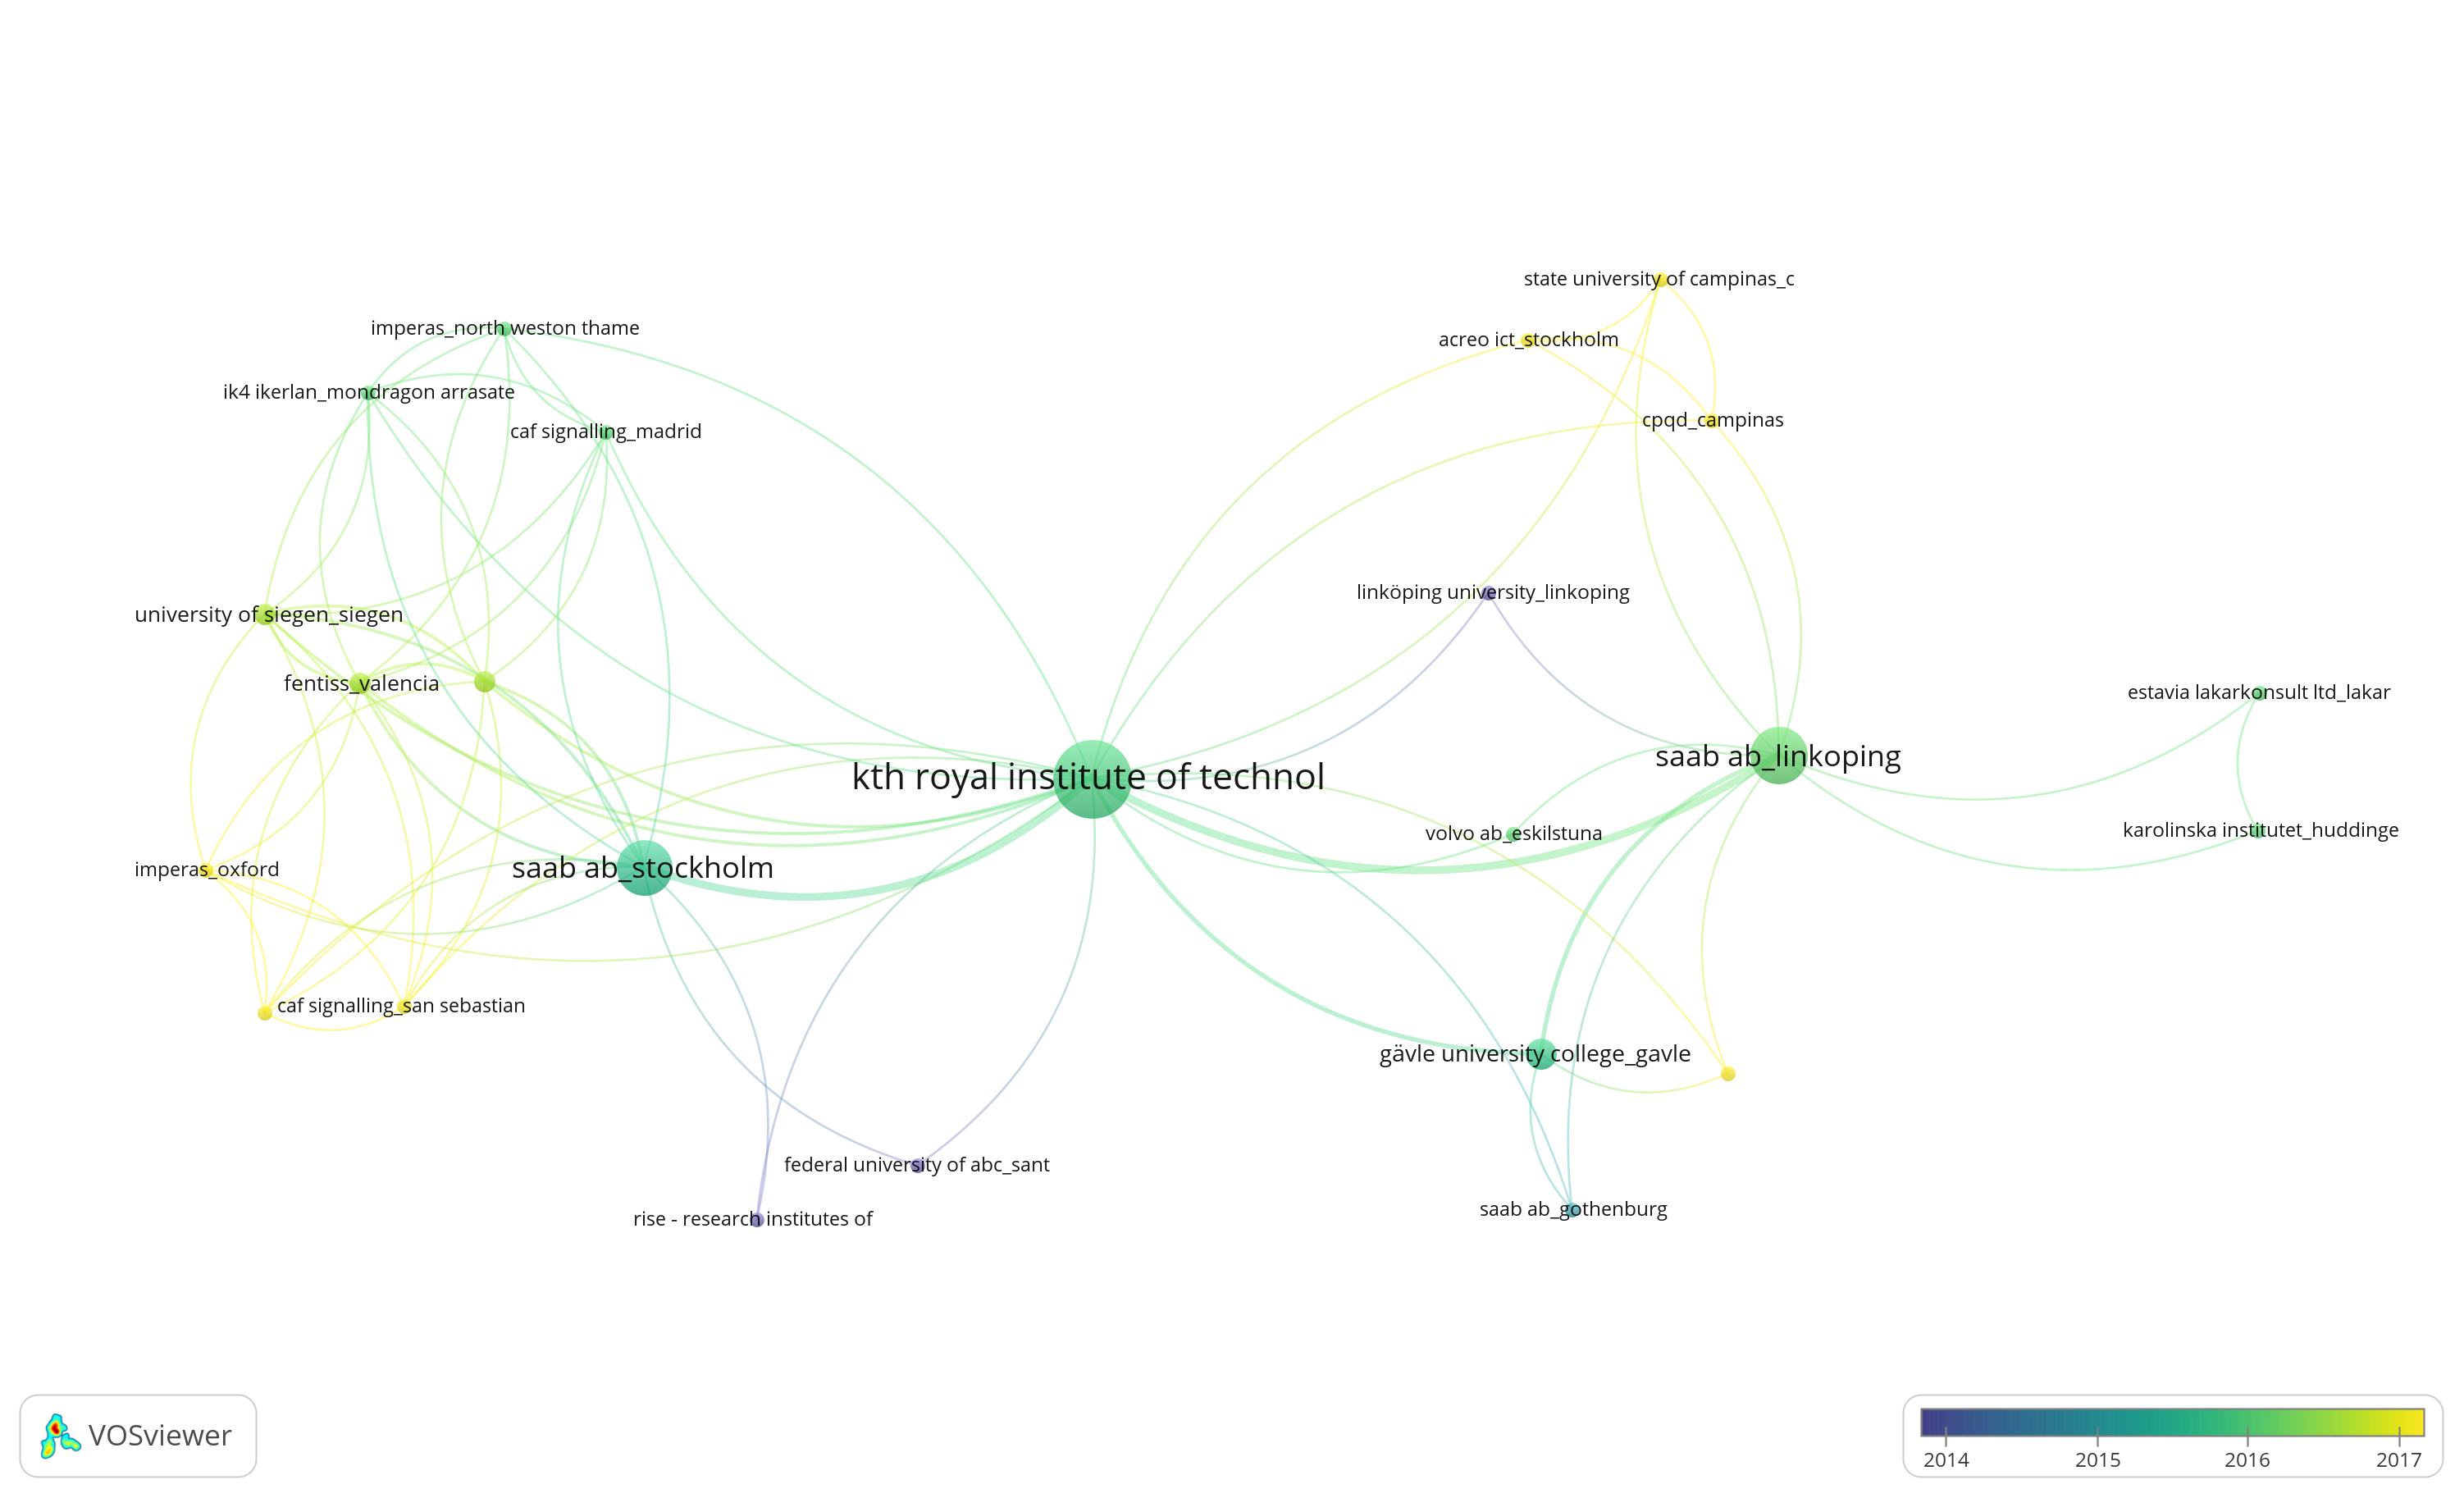 state university of campinas_c
imperas_north weston thame
acreo ict_stockholm
ik4 ikerlan_mondragon arrasate
cpqd_campinas
caf signalling_madrid
linköping university_linkoping
university of siegen_siegen
fentiss_valencia
estavia lakarkonsult ltd_lakar
saab ab_linkoping
kth royal institute of technol
karolinska institutet_huddinge
volvo ab_eskilstuna
saab ab_stockholm
imperas_oxford
caf signalling_san sebastian
gävle university college_gavle
federal university of abc_sant
saab ab_gothenburg
rise - research institutes of
VOSviewer
2014 2015 2016 2017